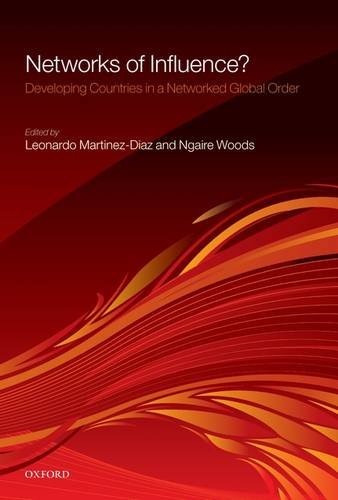 Networks of Influence?
Developing Countries in a Networked Global Order
Edited by
Leonardo Martinez-Diaz and Ngaire Woods
OXFORD